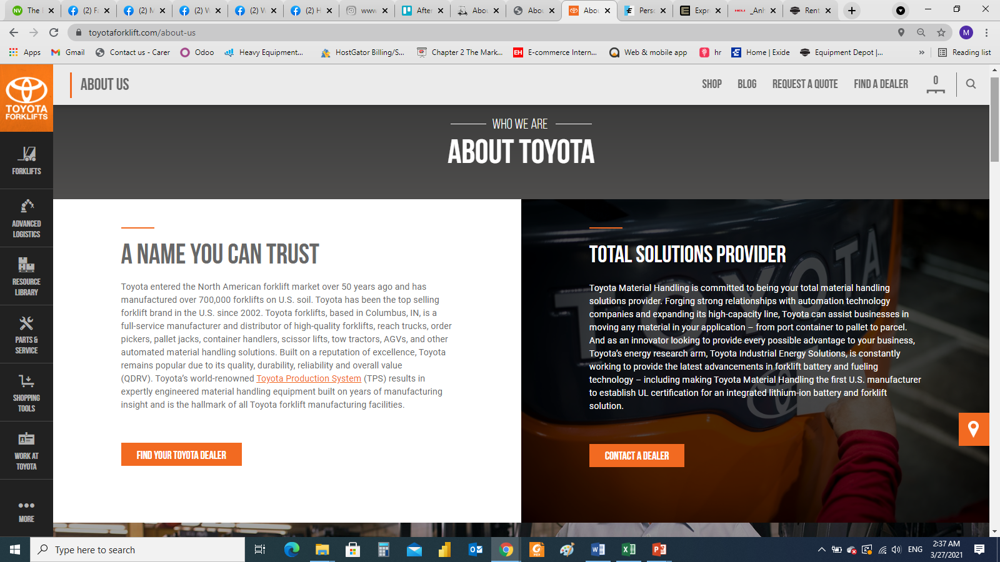 The
(2) F
(2) M
(2) V
(2) V
(2) H
www
After
Abou
Abou
Abou
Pers
Expr
_Anh
Rent
toyotaforklift.com/about-us
M
Apps
Gmail
Contact us - Carer
Odoo
Heavy Equipment...
HostGator Billing/S...
Chapter 2 The Mark...
EH E-commerce Intern...
Web & mobile app
hr
Home | Exide
Equipment Depot |...
»
Reading list
TOYOTA
FORKLIFTS
ABOUT US
SHOP
BLOG
REQUEST A QUOTE
FIND A DEALER
0
FORKLIFTS
ADVANCED
LOGISTICS
RESOURCE
LIBRARY
PARTS &
SERVICE
SHOPPING
TOOLS
WORK AT
TOYOTA
MORE
WHO WE ARE
ABOUT TOYOTA
A NAME YOU CAN TRUST
Toyota entered the North American forklift market over 50 years ago and has
manufactured over 700,000 forklifts on U.S. soil. Toyota has been the top selling
forklift brand in the U.S. since 2002. Toyota forklifts, based in Columbus, IN, is a
full-service manufacturer and distributor of high-quality forklifts, reach trucks, order
pickers, pallet jacks, container handlers, scissor lifts, tow tractors, AGVs, and other
automated material handling solutions. Built on a reputation of excellence, Toyota
remains popular due to its quality, durability, reliability and overall value
(QDRV). Toyota's world-renowned Toyota Production System (TPS) results in
expertly engineered material handling equipment built on years of manufacturing
insight and is the hallmark of all Toyota forklift manufacturing facilities.
FIND YOUR TOYOTA DEALER
TOTAL SOLUTIONS PROVIDER
Toyota Material Handling is committed to being your total material handling
solutions provider. Forging strong relationships with automation technology
companies and expanding its high-capacity line, Toyota can assist businesses in
moving any material in your application – from port container to pallet to parcel.
And as an innovator looking to provide every possible advantage to your business,
Toyota's energy research arm, Toyota Industrial Energy Solutions, is constantly
working to provide the latest advancements in forklift battery and fueling
technology – including making Toyota Material Handling the first U.S. manufacturer
to establish UL certification for an integrated lithium-ion battery and forklift
solution.
CONTACT A DEALER
TOYOTA
Type here to search
ENG
2:37 AM
3/27/2021